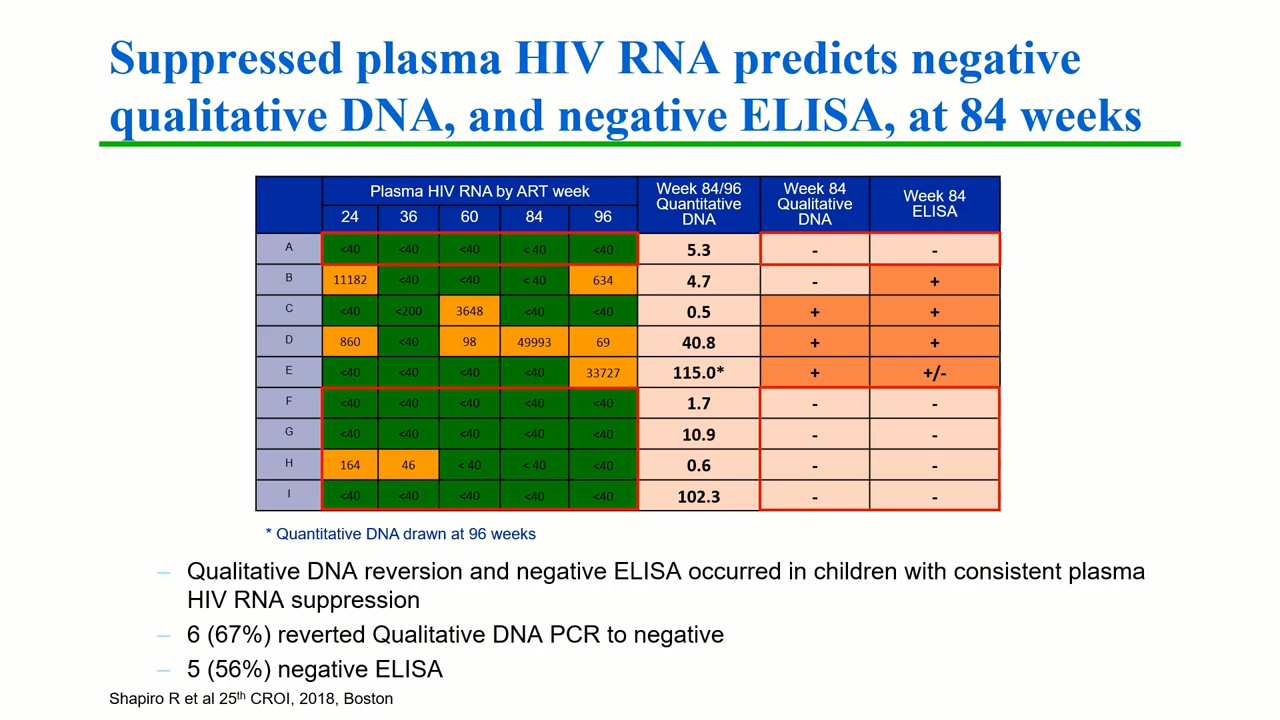 Suppressed plasma HIV RNA predicts negative
qualitative DNA, and negative ELISA, at 84 weeks
Plasma HIV RNA by ART week
Week 84/96 Quantitative DNA
Week 84 Qualitative DNA
Week 84 ELISA
24 36 60 84 96
A <40 <40 <40 < 40 <40 5.3 - -
B 11182 <40 <40 < 40 634 4.7 - +
C <40 <200 3648 <40 <40 0.5 + +
D 860 <40 98 49993 69 40.8 + +
E <40 <40 <40 <40 33727 115.0* + +/-
F <40 <40 <40 <40 <40 1.7 - -
G <40 <40 <40 <40 <40 10.9 - -
H 164 46 < 40 < 40 <40 0.6 - -
I <40 <40 <40 <40 <40 102.3 - -
* Quantitative DNA drawn at 96 weeks
– Qualitative DNA reversion and negative ELISA occurred in children with consistent plasma
HIV RNA suppression
– 6 (67%) reverted Qualitative DNA PCR to negative
– 5 (56%) negative ELISA
Shapiro R et al 25th CROI, 2018, Boston